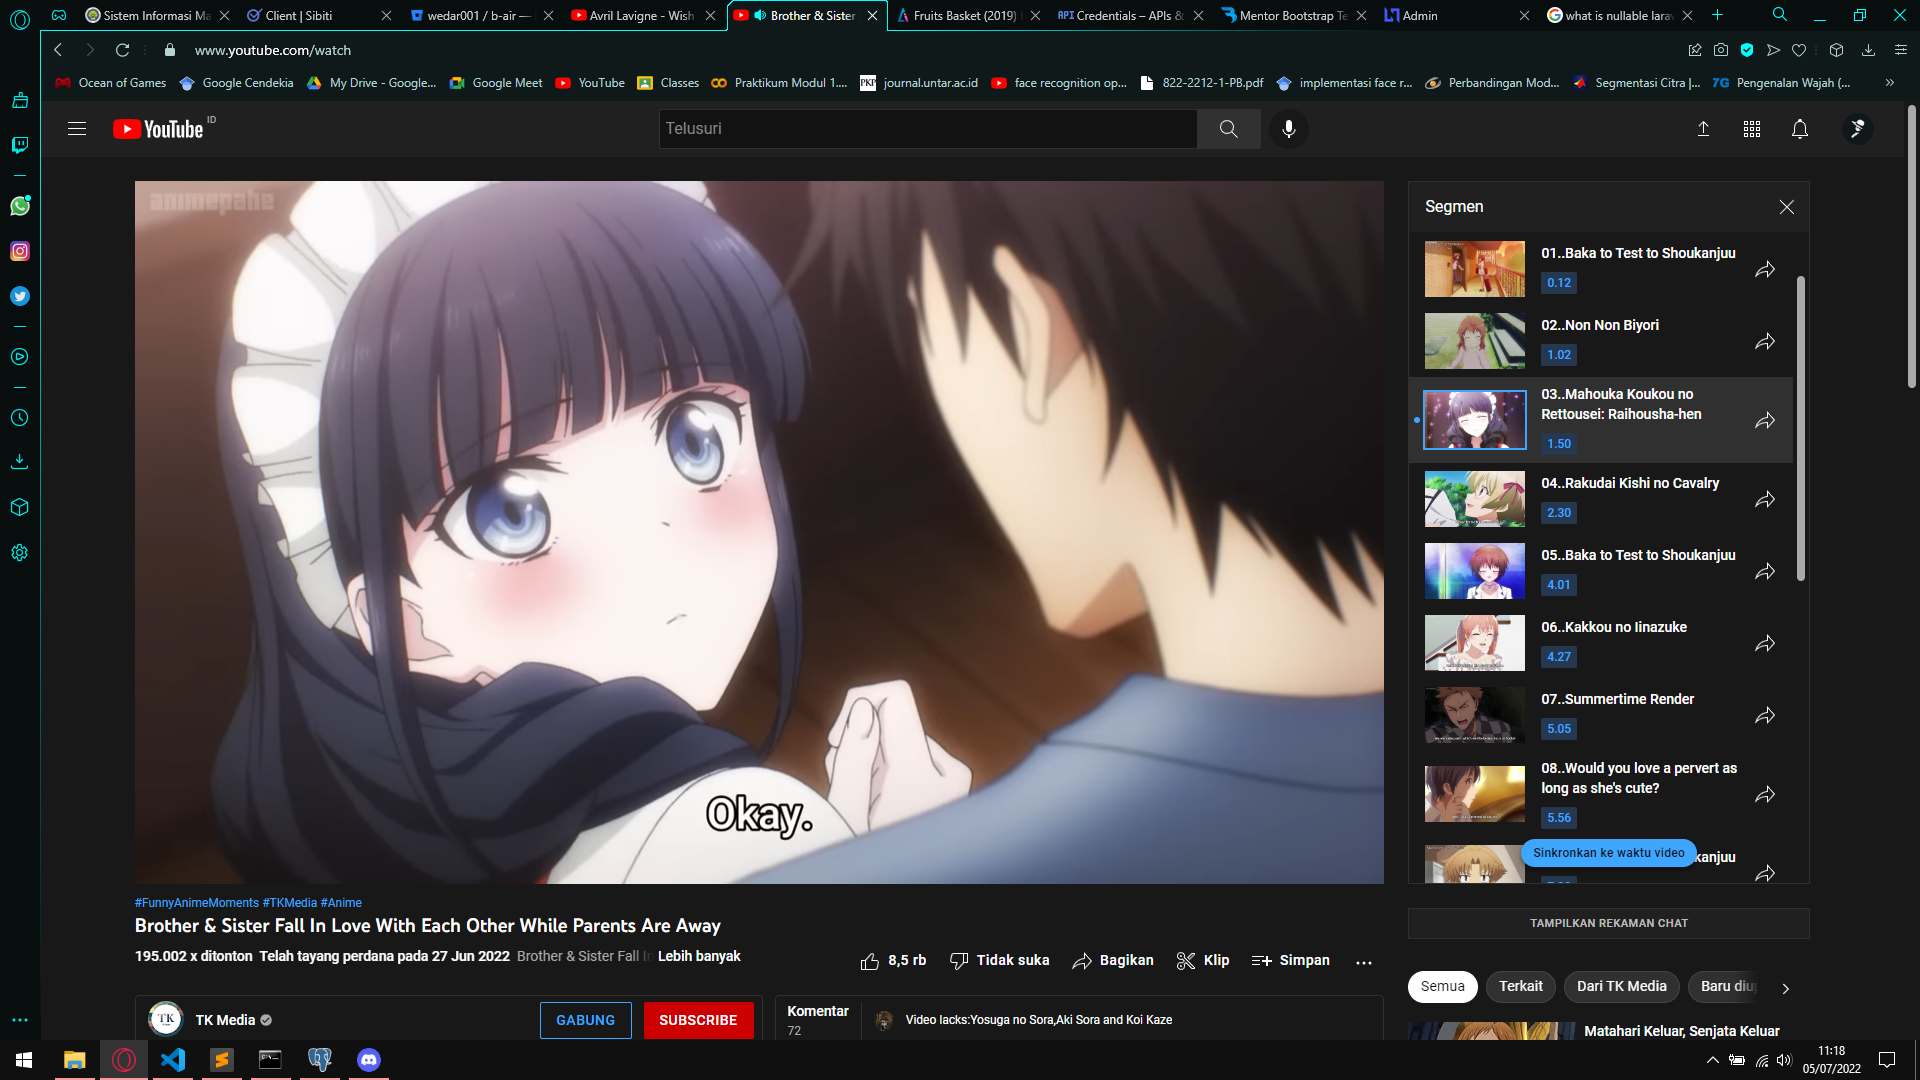 Sistem Informasi Ma
Client | Sibiti
wedar001 / b-air —
Avril Lavigne - Wish
Brother & Sister
Fruits Basket (2019)
API Credentials – APIs &
Mentor Bootstrap Te
Admin
what is nullable larav
www.youtube.com/watch
Ocean of Games
Google Cendekia
My Drive - Google...
Google Meet
YouTube
Classes
Praktikum Modul 1....
PKP journal.untar.ac.id
face recognition op...
822-2212-1-PB.pdf
implementasi face r...
Perbandingan Mod...
Segmentasi Citra |...
7G Pengenalan Wajah (...
YouTube ID
Telusuri
animepahe
Okay.
Segmen
01..Baka to Test to Shoukanjuu
0.12
02..Non Non Biyori
1.02
03..Mahouka Koukou no
Rettousei: Raihousha-hen
1.50
04..Rakudai Kishi no Cavalry
2.30
05..Baka to Test to Shoukanjuu
4.01
06..Kakkou no Iinazuke
4.27
07..Summertime Render
5.05
08..Would you love a pervert as
long as she's cute?
5.56
Sinkronkan ke waktu video
kanjuu
TAMPILKAN REKAMAN CHAT
#FunnyAnimeMoments #TKMedia #Anime
Brother & Sister Fall In Love With Each Other While Parents Are Away
195.002 x ditonton Telah tayang perdana pada 27 Jun 2022 Brother & Sister Fall In Lebih banyak
8,5 rb Tidak suka Bagikan Klip Simpan
Semua Terkait Dari TK Media Baru diup
TK TK Media
GABUNG SUBSCRIBE
Komentar
72
Video lacks:Yosuga no Sora,Aki Sora and Koi Kaze
Matahari Keluar, Senjata Keluar
11:18
05/07/2022